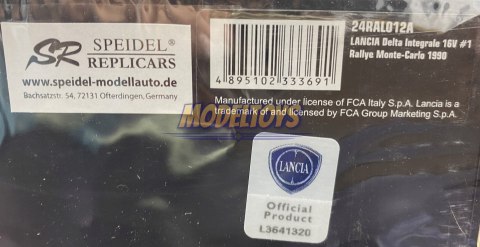 SR SPEIDEL® REPLICARS
www.speidel-modellauto.de
Bachsatzstr. 54, 72131 Ofterdingen, Germany
4 895102 333691
24RAL012A
LANCIA Delta Integrale 16V #1
Rallye Monte-Carlo 1990
Manufactured under license of FCA Italy S.p.A. Lancia is a
trademark of and licensed by FCA Group Marketing S.p.A.
MODELTOYS
LANCIA
Official
Product
L3641320